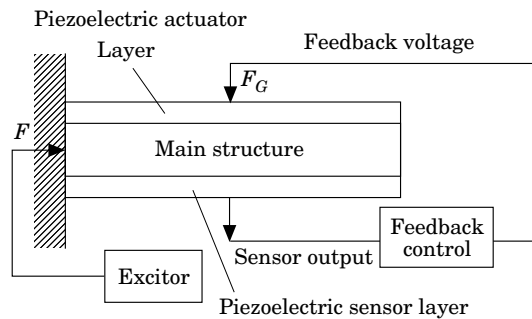 Piezoelectric actuator
Layer
Feedback voltage
F_G
F
Main structure
Feedback
control
Sensor output
Excitor
Piezoelectric sensor layer